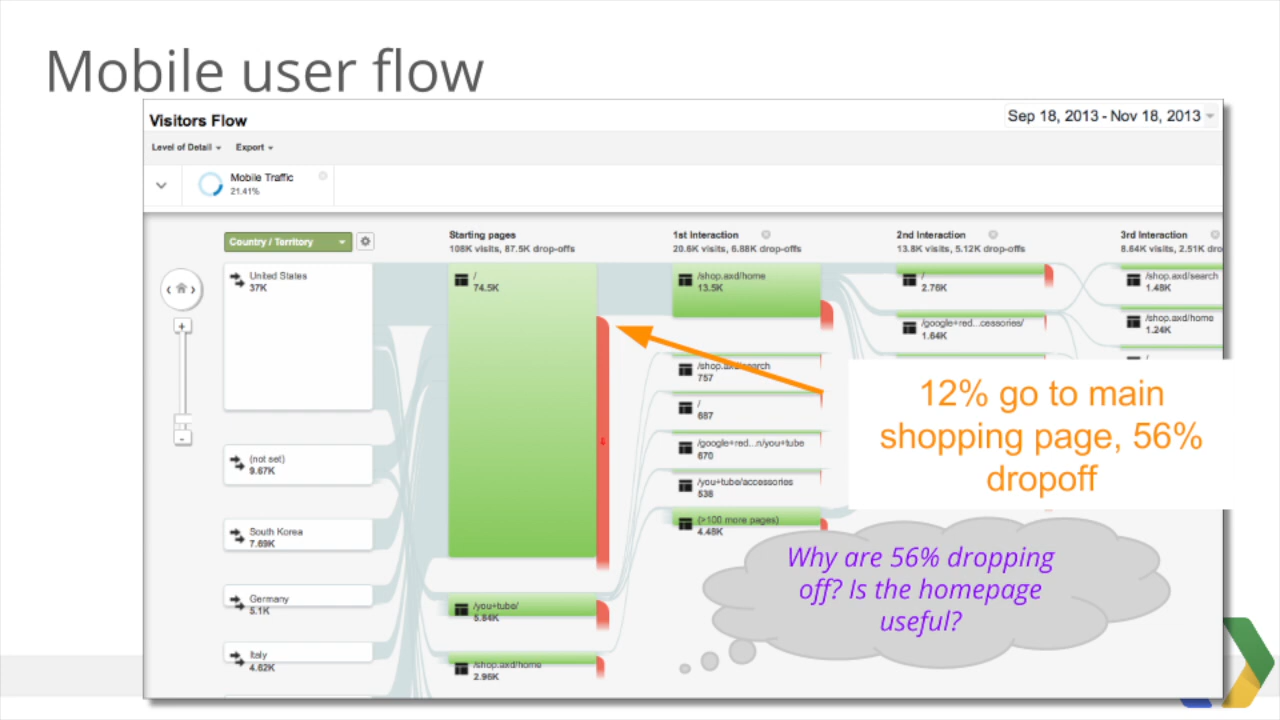 Mobile user flow
Visitors Flow
Sep 18, 2013 - Nov 18, 2013
Level of Detail
Export
Mobile Traffic
21.41%
Country / Territory
Starting pages
108K visits, 87.5K drop-offs
1st Interaction
20.6K visits, 6.88K drop-offs
2nd Interaction
13.8K visits, 5.12K drop-offs
3rd Interaction
8.64K visits, 2.51K dro
United States
37K
(not set)
9.67K
South Korea
7.69K
Germany
5.1K
Italy
4.62K
/
74.5K
/you+tube/
5.84K
/shop.axd/home
2.96K
/shop.axd/home
13.5K
/shop.axd/search
757
/
687
/google+red...n/you+tube
670
/you+tube/accessories
538
(>100 more pages)
4.48K
/
2.76K
/google+red...cessories/
1.64K
/shop.axd/search
1.48K
/shop.axd/home
1.24K
/
12% go to main
shopping page, 56%
dropoff
Why are 56% dropping
off? Is the homepage
useful?